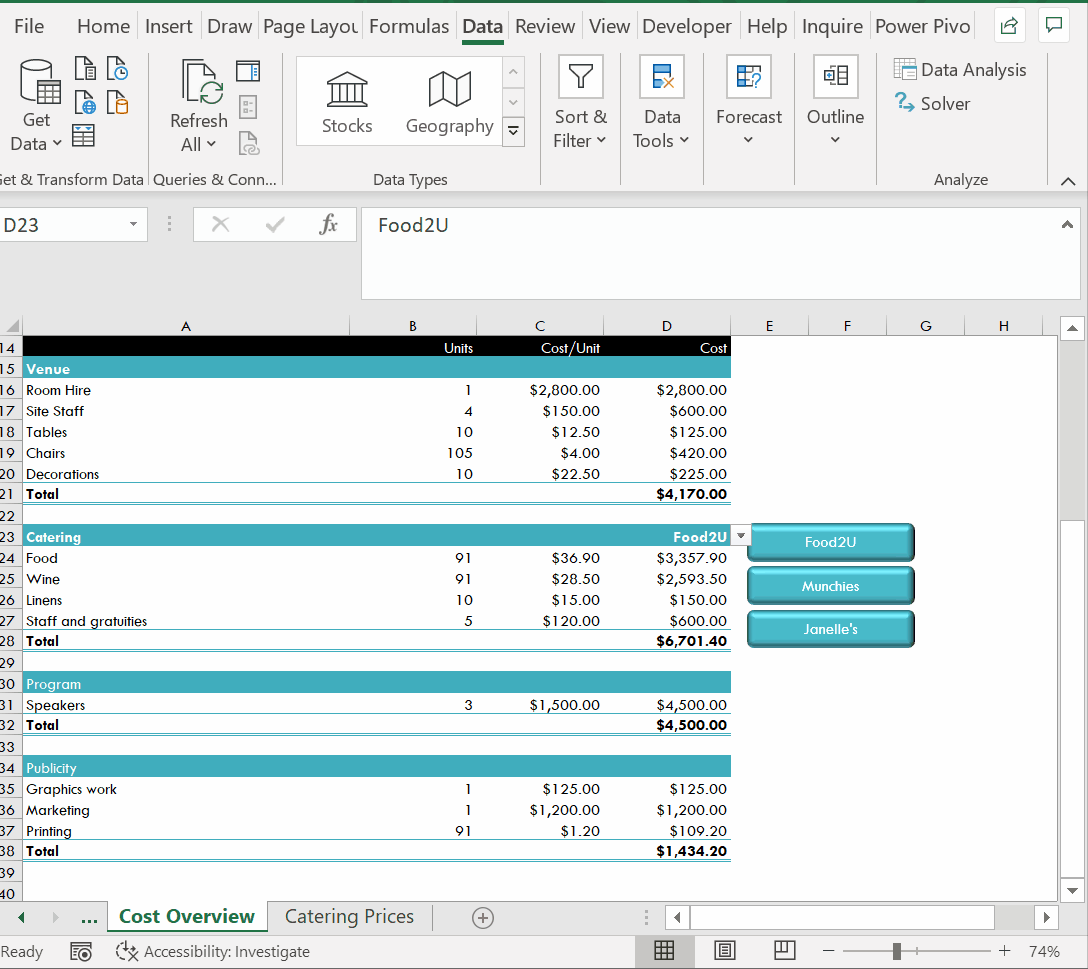 File Home Insert Draw Page Layou Formulas Data Review View Developer Help Inquire Power Pivo
Get Data
Refresh All
Stocks Geography
Sort & Filter
Data Tools
Forecast
Outline
Data Analysis
Solver
Get & Transform Data Queries & Conn... Data Types Analyze
D23 fx Food2U
A B C D E F G H
14 Units Cost/Unit Cost
15 Venue
16 Room Hire 1 $2,800.00 $2,800.00
17 Site Staff 4 $150.00 $600.00
18 Tables 10 $12.50 $125.00
19 Chairs 105 $4.00 $420.00
20 Decorations 10 $22.50 $225.00
21 Total $4,170.00
22
23 Catering Food2U Food2U
24 Food 91 $36.90 $3,357.90
25 Wine 91 $28.50 $2,593.50 Munchies
26 Linens 10 $15.00 $150.00
27 Staff and gratuities 5 $120.00 $600.00 Janelle's
28 Total $6,701.40
29
30 Program
31 Speakers 3 $1,500.00 $4,500.00
32 Total $4,500.00
33
34 Publicity
35 Graphics work 1 $125.00 $125.00
36 Marketing 1 $1,200.00 $1,200.00
37 Printing 91 $1.20 $109.20
38 Total $1,434.20
39
40
... Cost Overview Catering Prices
Ready Accessibility: Investigate 74%